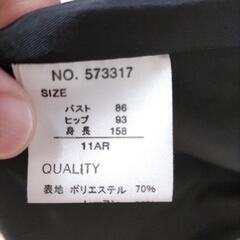 NO. 573317
SIZE
バスト 86
ヒップ 93
身長 158
11AR
QUALITY
表地 ポリエステル 70%